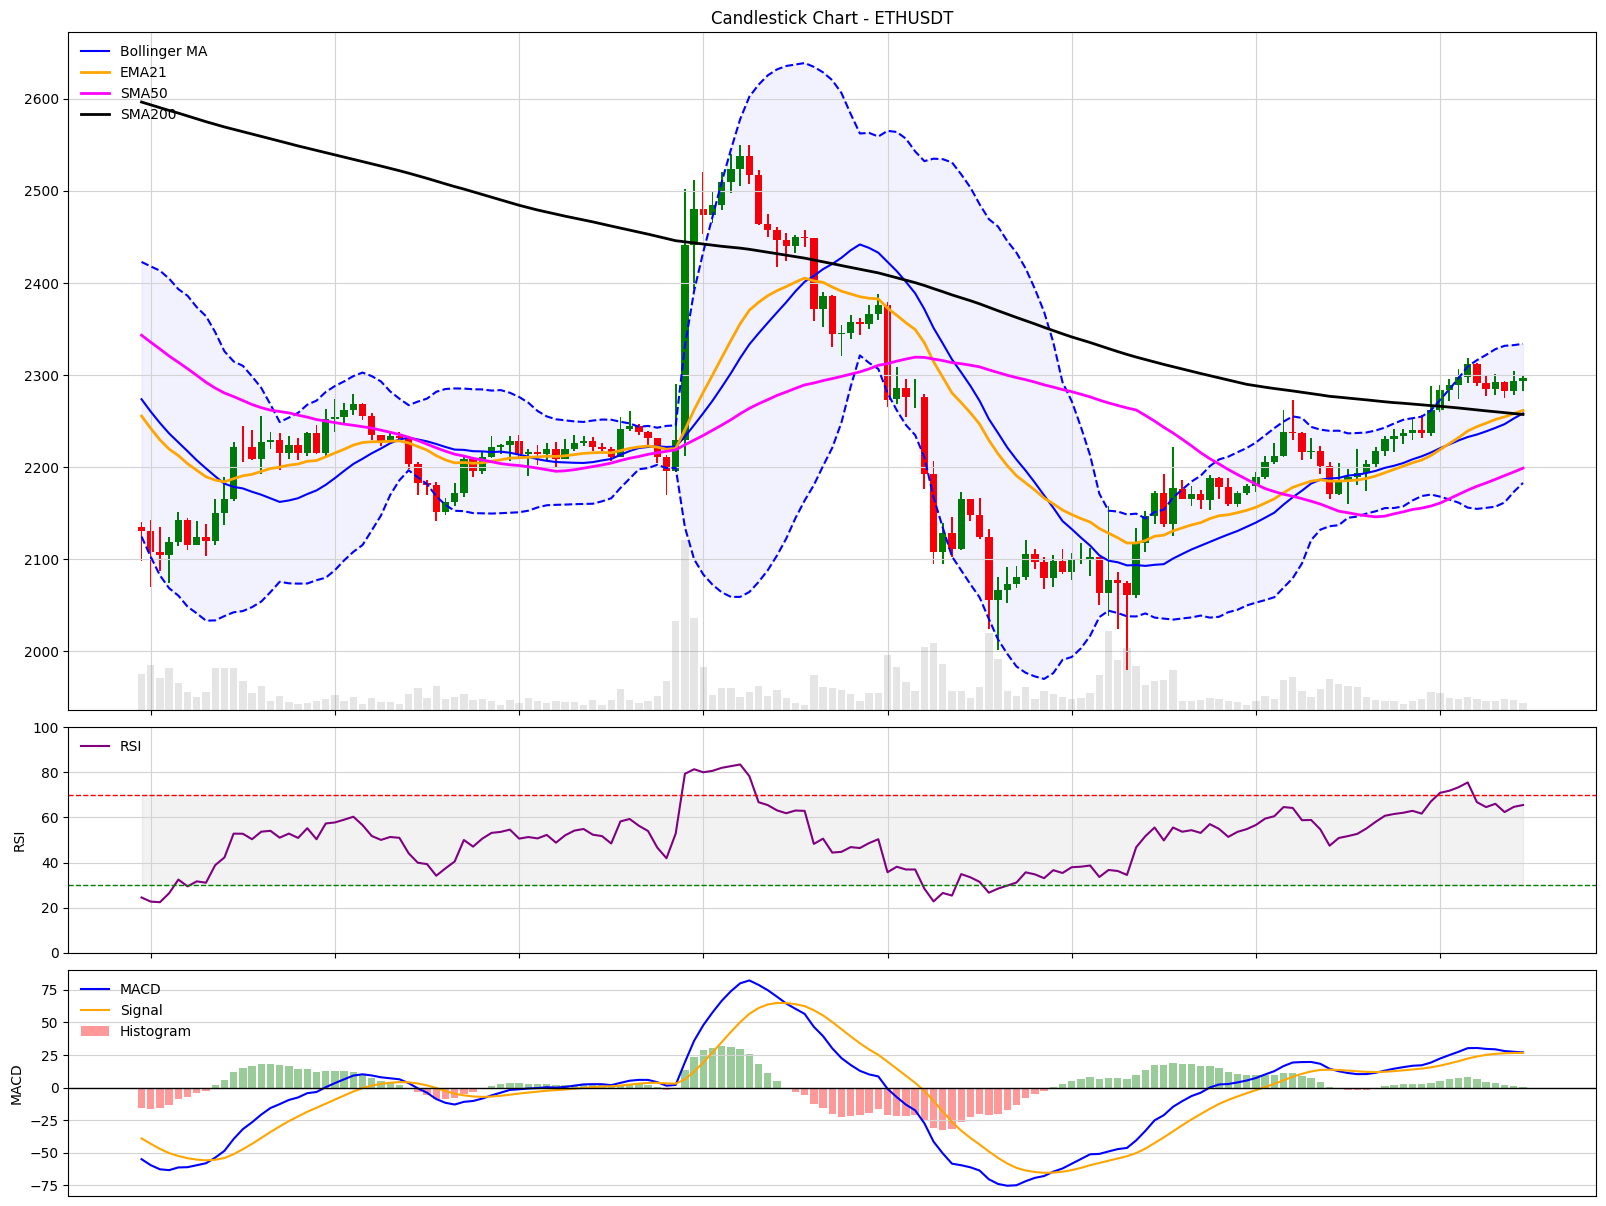 Candlestick Chart - ETHUSDT
Bollinger MA
EMA21
SMA50
SMA200
2600
2500
2400
2300
2200
2100
2000
RSI
100
80
60
40
20
0
RSI
MACD
Signal
Histogram
75
50
25
0
−25
−50
−75
MACD